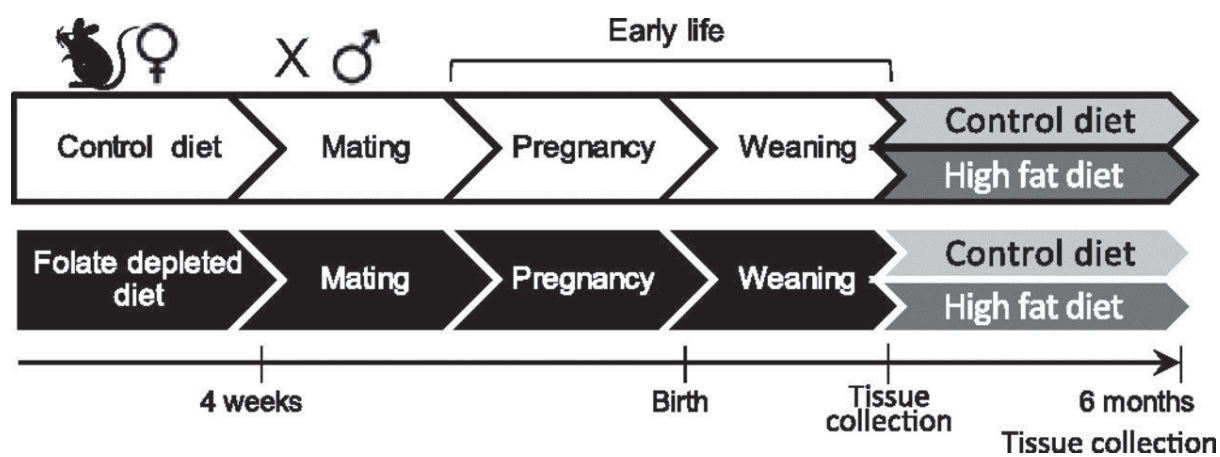 Early life
X
Control diet
Mating
Pregnancy
Weaning
Control diet
High fat diet
Folate depleted
diet
Mating
Pregnancy
Weaning
Control diet
High fat diet
4 weeks
Birth
Tissue
collection
6 months
Tissue collection